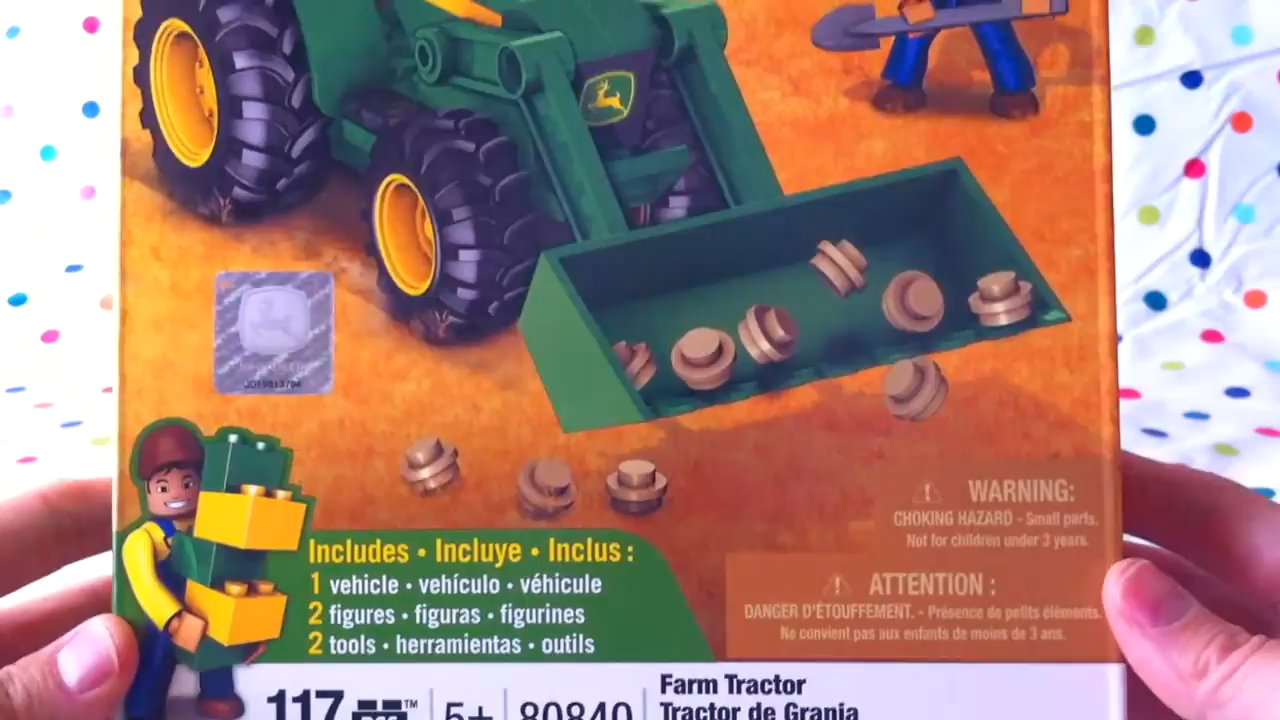 JD19813794
WARNING:
CHOKING HAZARD - Small parts.
Not for children under 3 years.
Includes • Incluye • Inclus :
1 vehicle • vehículo • véhicule
2 figures • figuras • figurines
2 tools • herramientas • outils
ATTENTION :
DANGER D'ÉTOUFFEMENT. - Présence de petits éléments.
Ne convient pas aux enfants de moins de 3 ans.
117 ™ 5+ 80840
Farm Tractor
Tractor de Granja